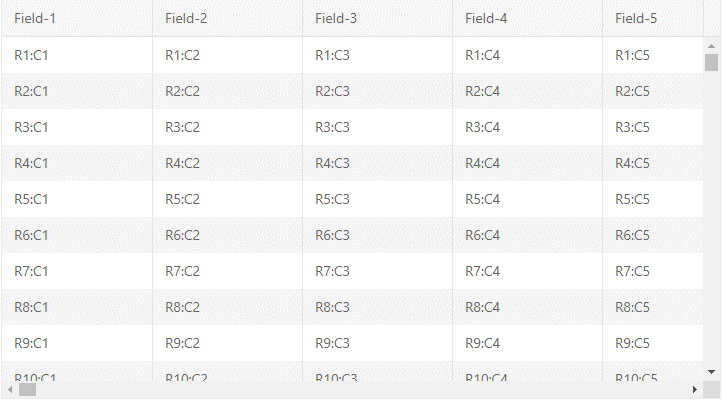 Field-1 Field-2 Field-3 Field-4 Field-5
R1:C1 R1:C2 R1:C3 R1:C4 R1:C5
R2:C1 R2:C2 R2:C3 R2:C4 R2:C5
R3:C1 R3:C2 R3:C3 R3:C4 R3:C5
R4:C1 R4:C2 R4:C3 R4:C4 R4:C5
R5:C1 R5:C2 R5:C3 R5:C4 R5:C5
R6:C1 R6:C2 R6:C3 R6:C4 R6:C5
R7:C1 R7:C2 R7:C3 R7:C4 R7:C5
R8:C1 R8:C2 R8:C3 R8:C4 R8:C5
R9:C1 R9:C2 R9:C3 R9:C4 R9:C5
R10:C1 R10:C2 R10:C3 R10:C4 R10:C5